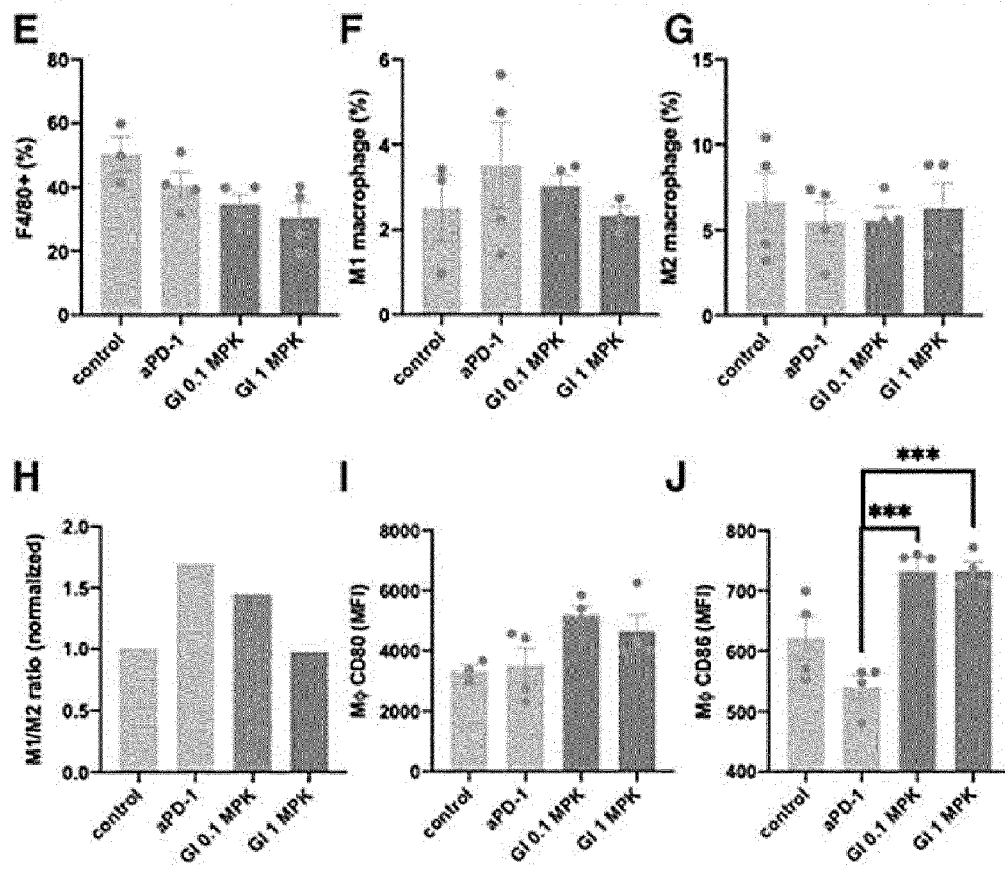 E
F4/80+ (%)
80
60
40
20
0
control
aPD-1
GI 0.1 MPK
GI 1 MPK
F
M1 macrophage (%)
6
4
2
0
control
aPD-1
GI 0.1 MPK
GI 1 MPK
G
M2 macrophage (%)
15
10
5
0
control
aPD-1
GI 0.1 MPK
GI 1 MPK
H
M1/M2 ratio (normalized)
2.0
1.5
1.0
0.5
0.0
control
aPD-1
GI 0.1 MPK
GI 1 MPK
I
Mϕ CD80 (MFI)
8000
6000
4000
2000
0
control
aPD-1
GI 0.1 MPK
GI 1 MPK
J
***
***
Mϕ CD86 (MFI)
800
700
600
500
400
control
aPD-1
GI 0.1 MPK
GI 1 MPK